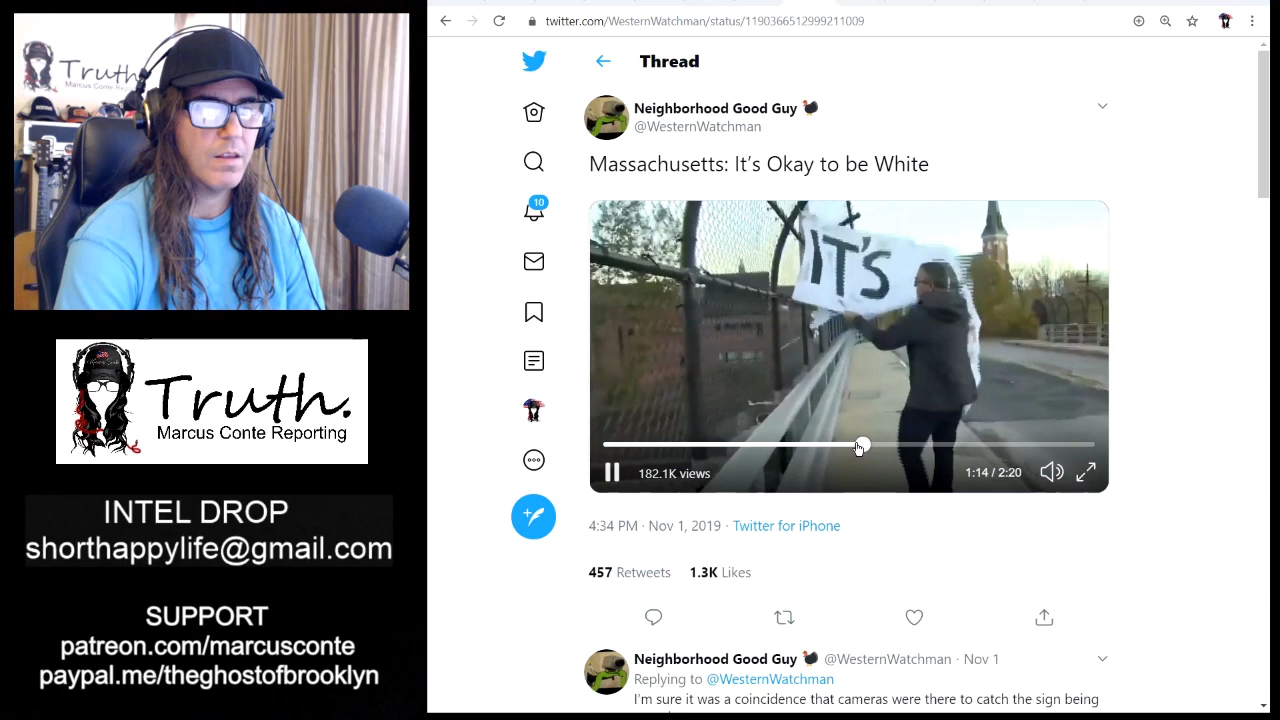 Truth.
Marcus Conte Rep
Truth.
Marcus Conte Reporting
INTEL DROP
shorthappylife@gmail.com
SUPPORT
patreon.com/marcusconte
paypal.me/theghostofbrooklyn
twitter.com/WesternWatchman/status/1190366512999211009
Thread
Neighborhood Good Guy
@WesternWatchman
Massachusetts: It’s Okay to be White
IT'S
182.1K views
1:14 / 2:20
4:34 PM · Nov 1, 2019 · Twitter for iPhone
457 Retweets 1.3K Likes
10
Neighborhood Good Guy @WesternWatchman · Nov 1
Replying to @WesternWatchman
I’m sure it was a coincidence that cameras were there to catch the sign being